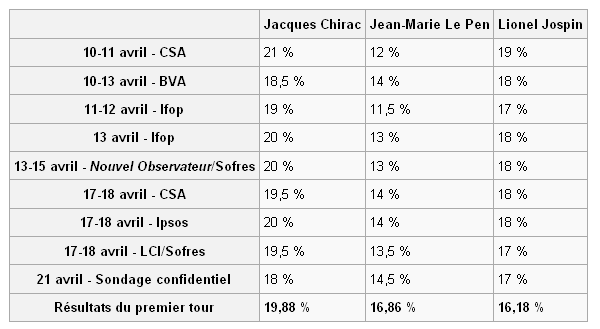 Jacques Chirac Jean-Marie Le Pen Lionel Jospin
10-11 avril - CSA 21 % 12 % 19 %
10-13 avril - BVA 18,5 % 14 % 18 %
11-12 avril - Ifop 19 % 11,5 % 17 %
13 avril - Ifop 20 % 13 % 18 %
13-15 avril - Nouvel Observateur/Sofres 20 % 13 % 18 %
17-18 avril - CSA 19,5 % 14 % 18 %
17-18 avril - Ipsos 20 % 14 % 18 %
17-18 avril - LCI/Sofres 19,5 % 13,5 % 17 %
21 avril - Sondage confidentiel 18 % 14,5 % 17 %
Résultats du premier tour 19,88 % 16,86 % 16,18 %